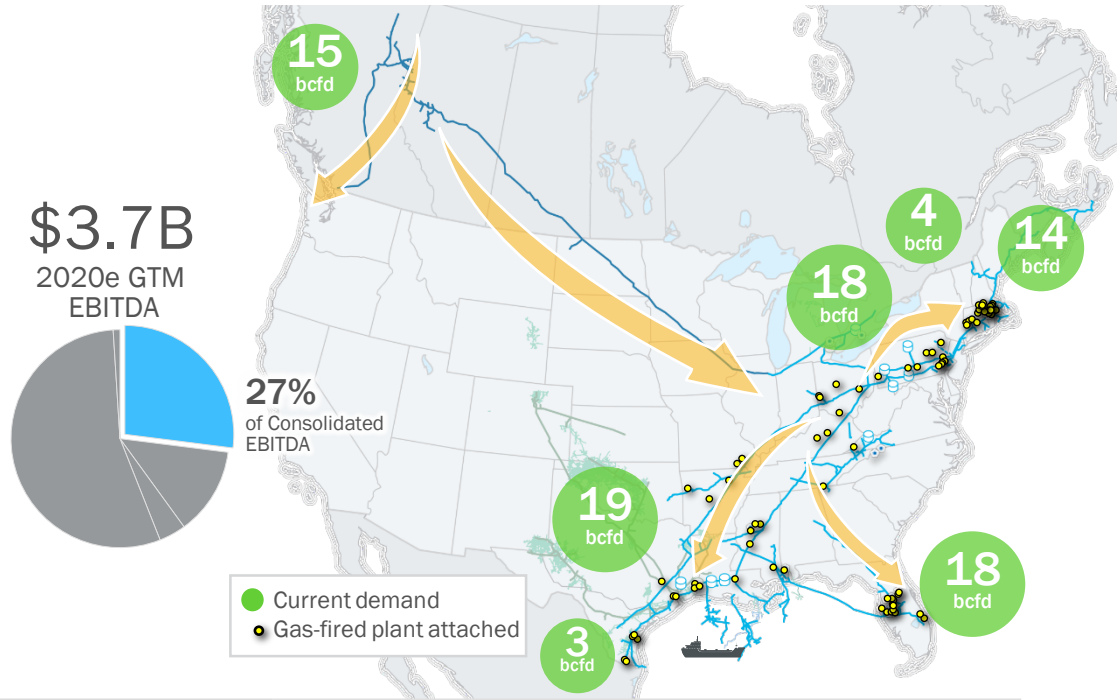 $3.7B
2020e GTM
EBITDA
27%
of Consolidated
EBITDA
15
bcfd
4
bcfd
14
bcfd
18
bcfd
19
bcfd
18
bcfd
3
bcfd
Current demand
Gas-fired plant attached